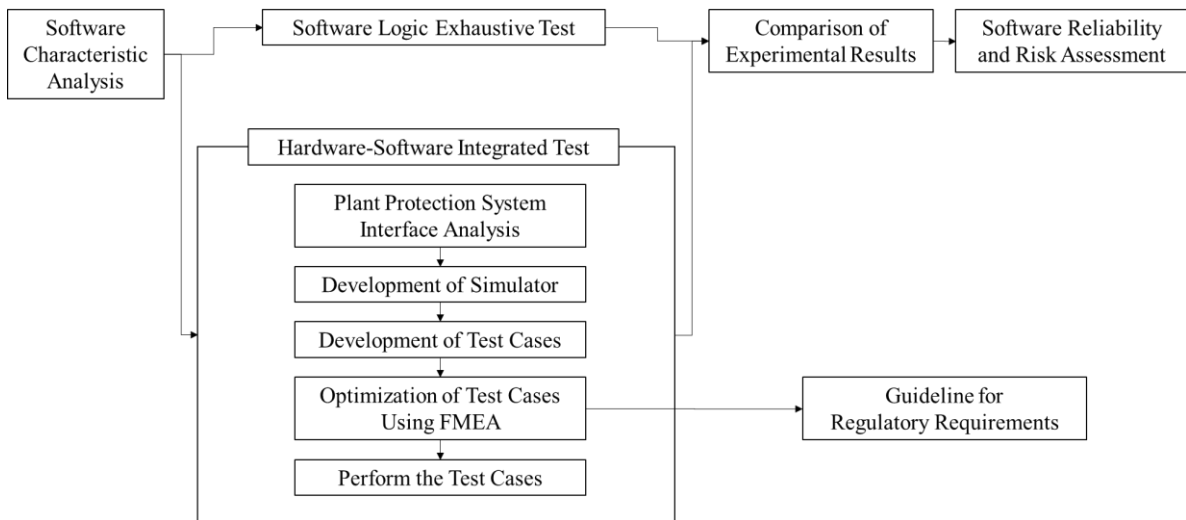 Software
Characteristic
Analysis
Software Logic Exhaustive Test
Comparison of
Experimental Results
Software Reliability
and Risk Assessment
Hardware-Software Integrated Test
Plant Protection System
Interface Analysis
Development of Simulator
Development of Test Cases
Optimization of Test Cases
Using FMEA
Guideline for
Regulatory Requirements
Perform the Test Cases